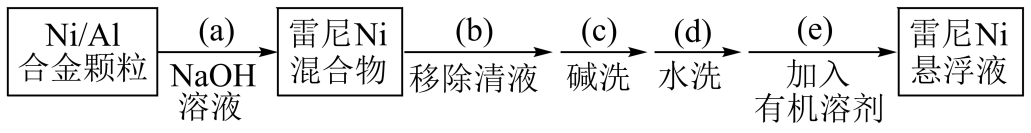 Ni/Al
合金颗粒
(a)
NaOH
溶液
雷尼Ni
混合物
(b)
移除清液
(c)
碱洗
(d)
水洗
(e)
加入
有机溶剂
雷尼Ni
悬浮液